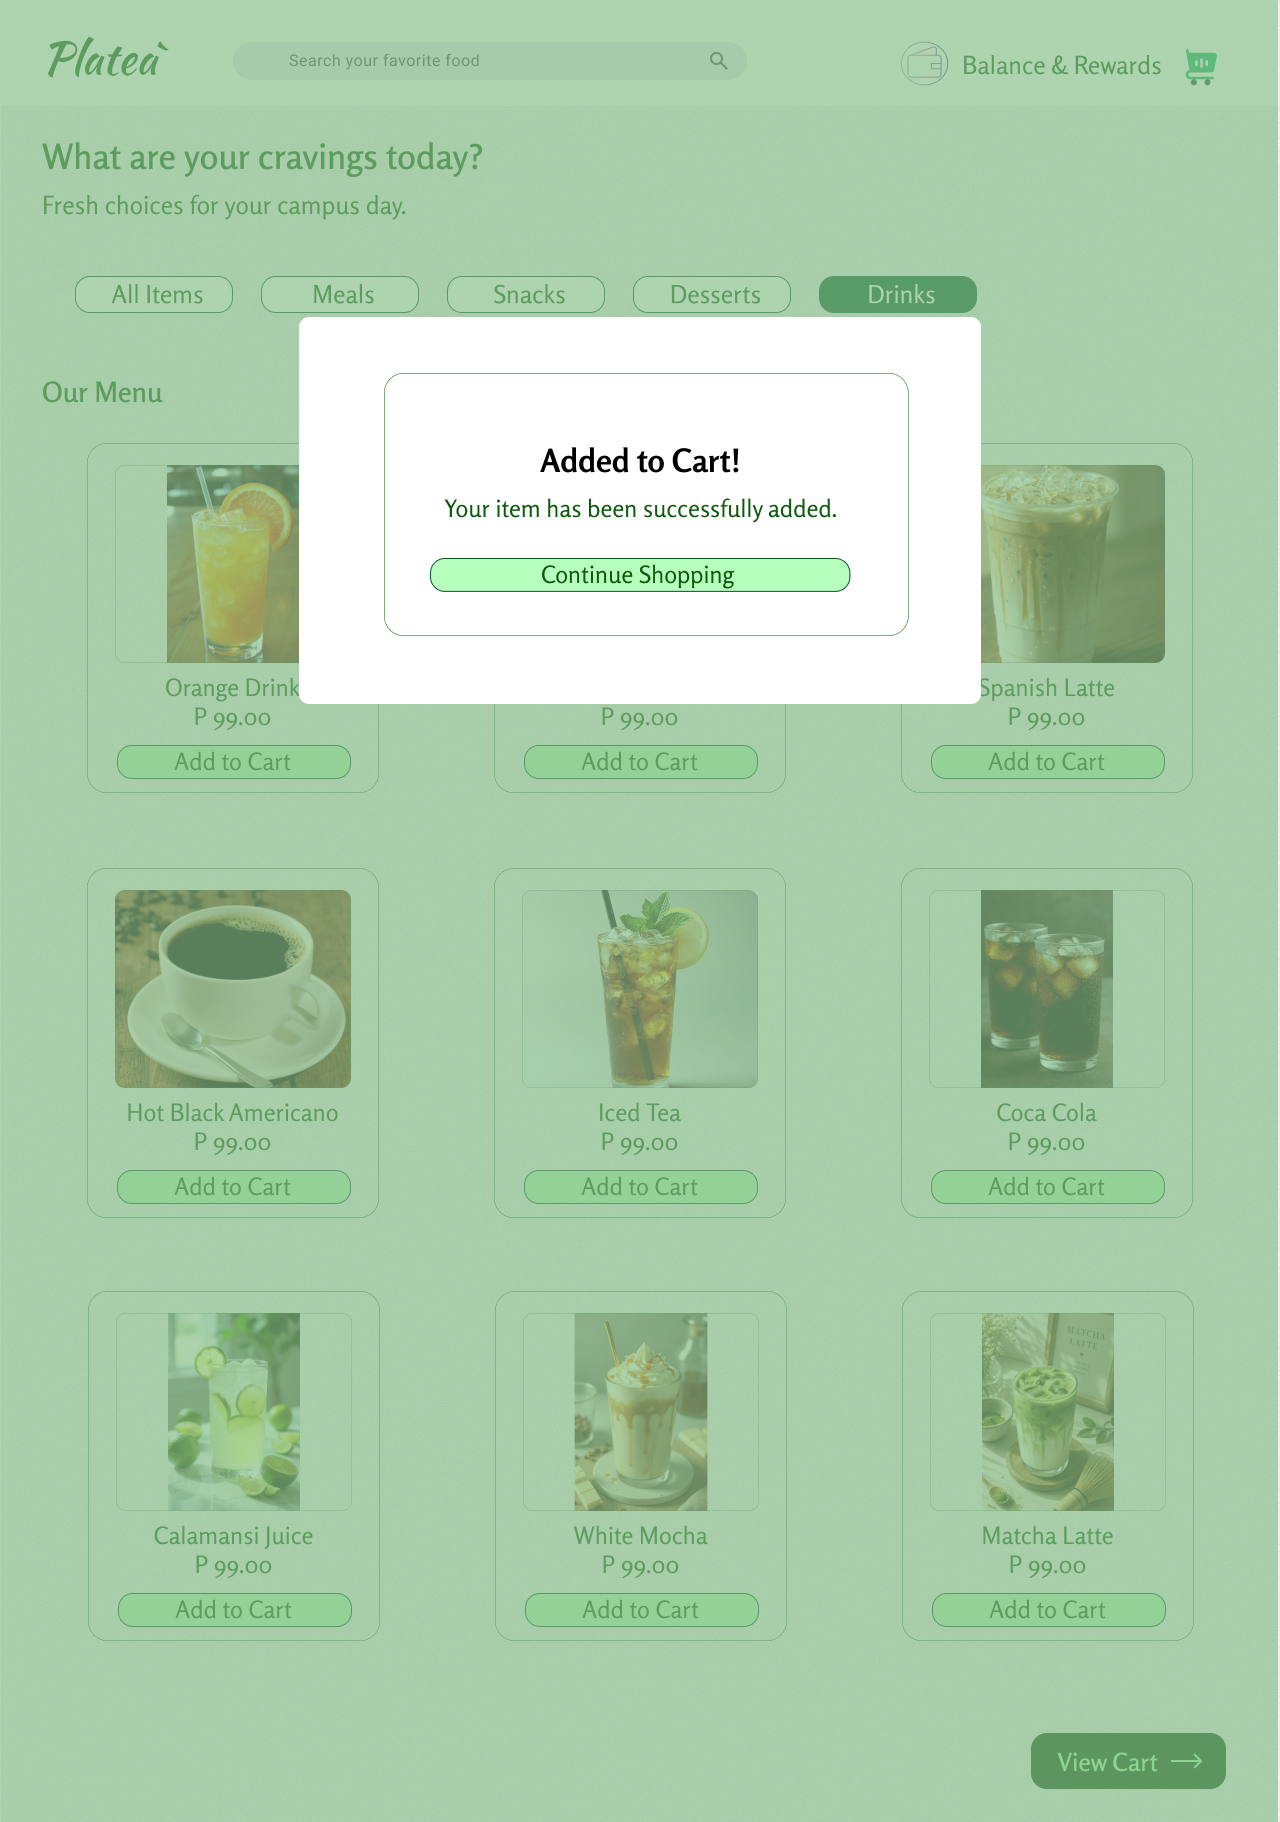 Platea`
Search your favorite food
Balance & Rewards
What are your cravings today?
Fresh choices for your campus day.
All Items
Meals
Snacks
Desserts
Drinks
Our Menu
Added to Cart!
Your item has been successfully added.
Continue Shopping
Orange Drink
Spanish Latte
P 99.00
P 99.00
P 99.00
Add to Cart
Add to Cart
Add to Cart
Hot Black Americano
Iced Tea
Coca Cola
P 99.00
P 99.00
P 99.00
Add to Cart
Add to Cart
Add to Cart
MATCHA
LATTE
Calamansi Juice
White Mocha
Matcha Latte
P 99.00
P 99.00
P 99.00
Add to Cart
Add to Cart
Add to Cart
View Cart